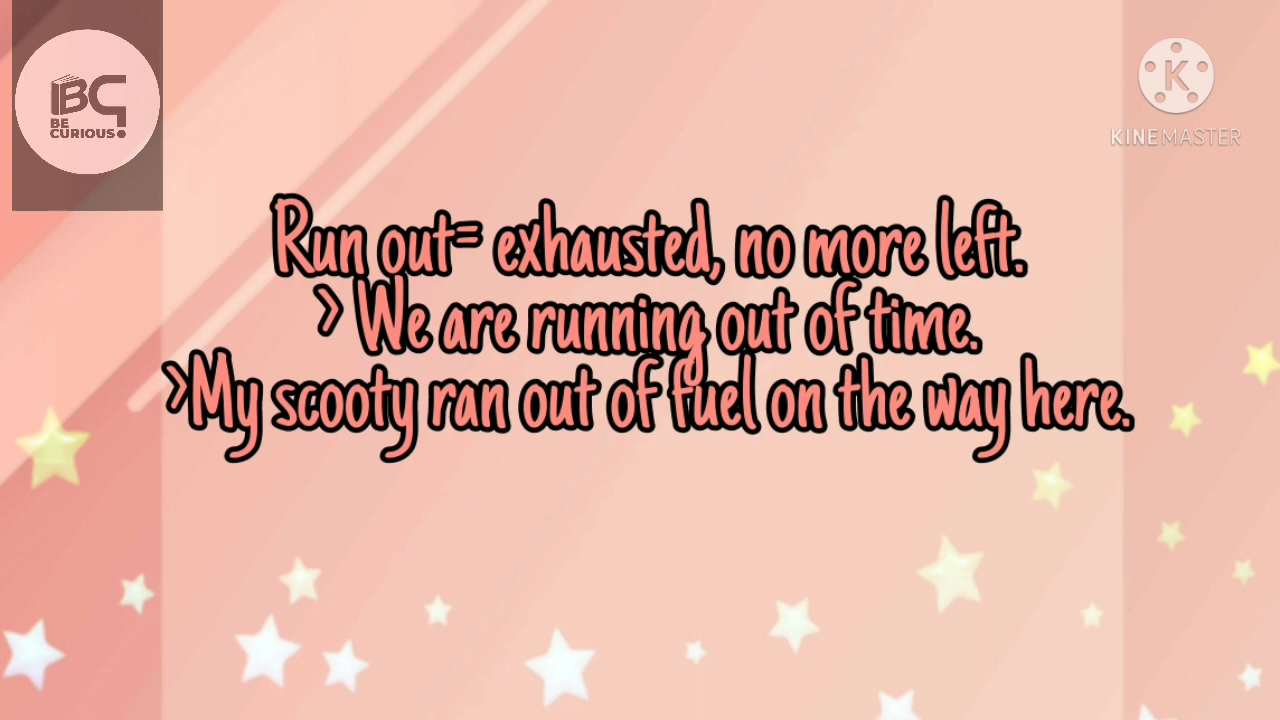 BC
BE
CURIOUS.
K
KINEMASTER
Run out= exhausted, no more left.
> We are running out of time.
>My scooty ran out of fuel on the way here.